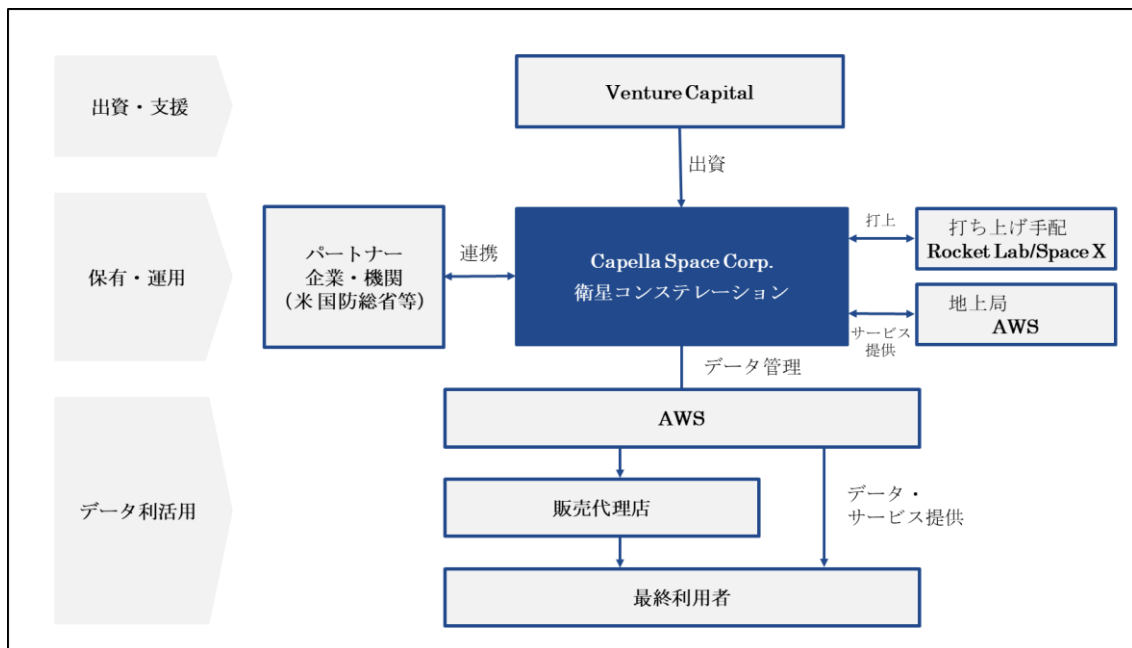 出資・支援
Venture Capital
出資
保有・運用
パートナー
企業・機関
（米国防総省等）
連携
Capella Space Corp.
衛星コンステレーション
打上
打ち上げ手配
Rocket Lab/Space X
サービス
提供
地上局
AWS
データ管理
データ利活用
AWS
販売代理店
データ・
サービス提供
最終利用者